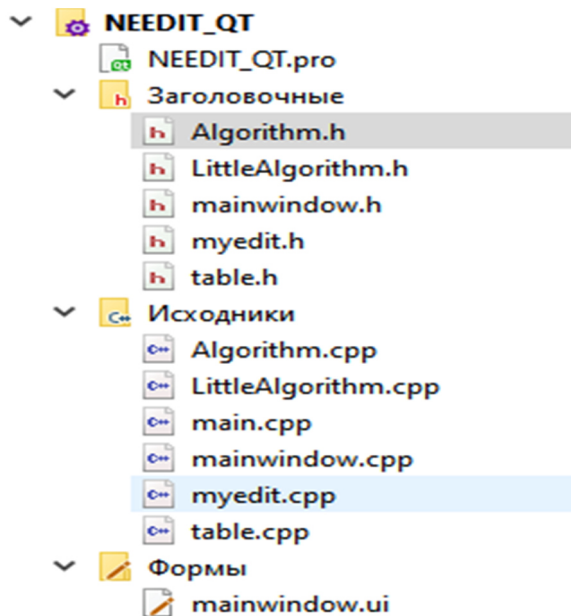 NEEDIT_QT
NEEDIT_QT.pro
Заголовочные
Algorithm.h
LittleAlgorithm.h
mainwindow.h
myedit.h
table.h
Исходники
Algorithm.cpp
LittleAlgorithm.cpp
main.cpp
mainwindow.cpp
myedit.cpp
table.cpp
Формы
mainwindow.ui